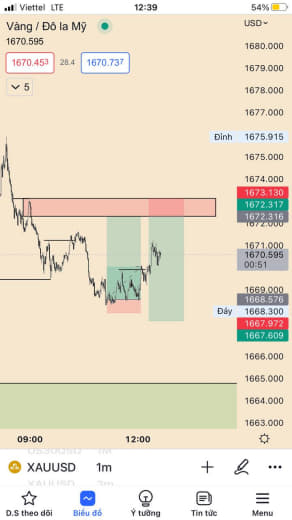 Viettel LTE 12:39 54%
Vàng / Đô la Mỹ
USD
1670.595
1670.453 28.4 1670.737
5
1680.000
1679.000
1678.000
1677.000
Đỉnh 1675.915
1675.000
1674.000
1673.130
1672.317
1672.316
1671.000
1670.595
00:51
1669.000
1668.576
Đáy 1668.300
1667.972
1667.609
1666.000
1665.000
1664.000
1663.000
09:00 12:00
XAUUSD 1m
D.S theo dõi Biểu đồ Ý tưởng Tin tức Menu